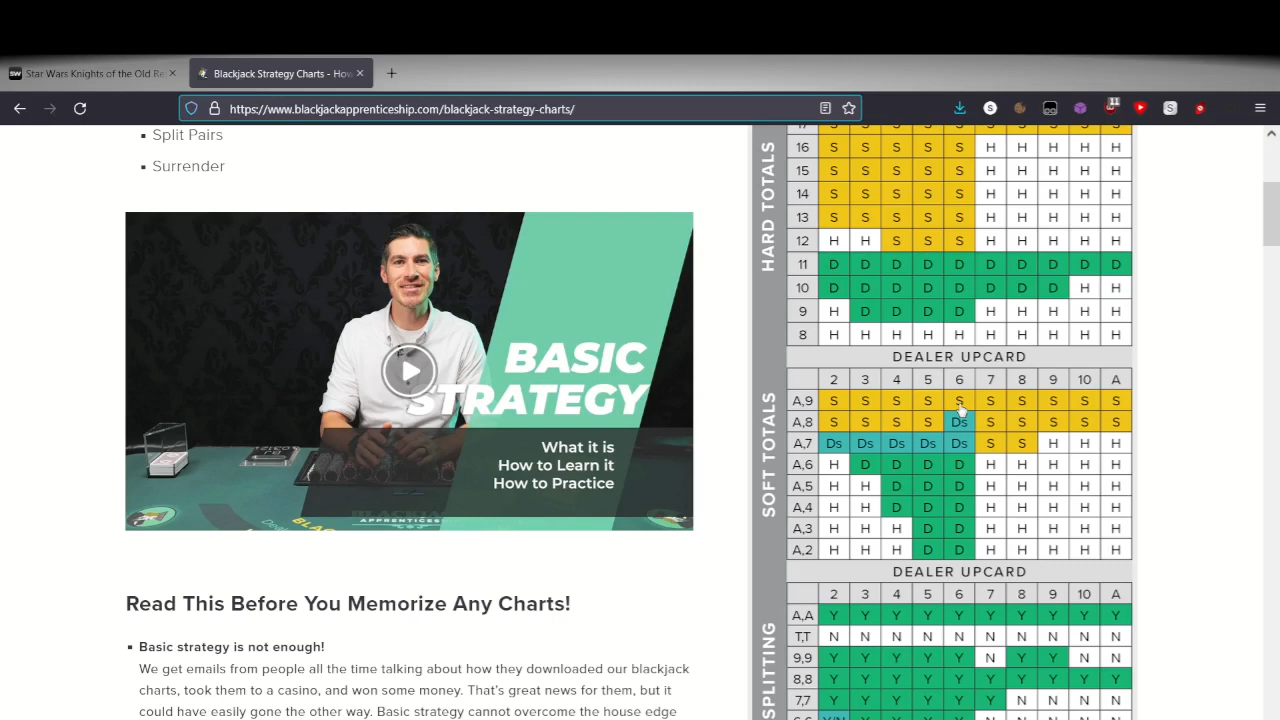 Star Wars Knights of the Old Re
Blackjack Strategy Charts - How
https://www.blackjackapprenticeship.com/blackjack-strategy-charts/
Split Pairs
Surrender
BASIC
STRATEGY
What it is
How to Learn it
How to Practice
Read This Before You Memorize Any Charts!
Basic strategy is not enough!
We get emails from people all the time talking about how they downloaded our blackjack
charts, took them to a casino, and won some money. That's great news for them, but it
could have easily gone the other way. Basic strategy cannot overcome the house edge
HARD TOTALS
17 S S S S S S S S S S
16 S S S S S H H H H H
15 S S S S S H H H H H
14 S S S S S H H H H H
13 S S S S S H H H H H
12 H H S S S H H H H H
11 D D D D D D D D D D
10 D D D D D D D D H H
9 H D D D D H H H H H
8 H H H H H H H H H H
DEALER UPCARD
SOFT TOTALS
2 3 4 5 6 7 8 9 10 A
A,9 S S S S S S S S S S
A,8 S S S S Ds S S S S S
A,7 Ds Ds Ds Ds Ds S S H H H
A,6 H D D D D H H H H H
A,5 H H D D D H H H H H
A,4 H H D D D H H H H H
A,3 H H H D D H H H H H
A,2 H H H D D H H H H H
DEALER UPCARD
SPLITTING
2 3 4 5 6 7 8 9 10 A
A,A Y Y Y Y Y Y Y Y Y Y
T,T N N N N N N N N N N
9,9 Y Y Y Y Y N Y Y N N
8,8 Y Y Y Y Y Y Y Y Y Y
7,7 Y Y Y Y Y Y N N N N